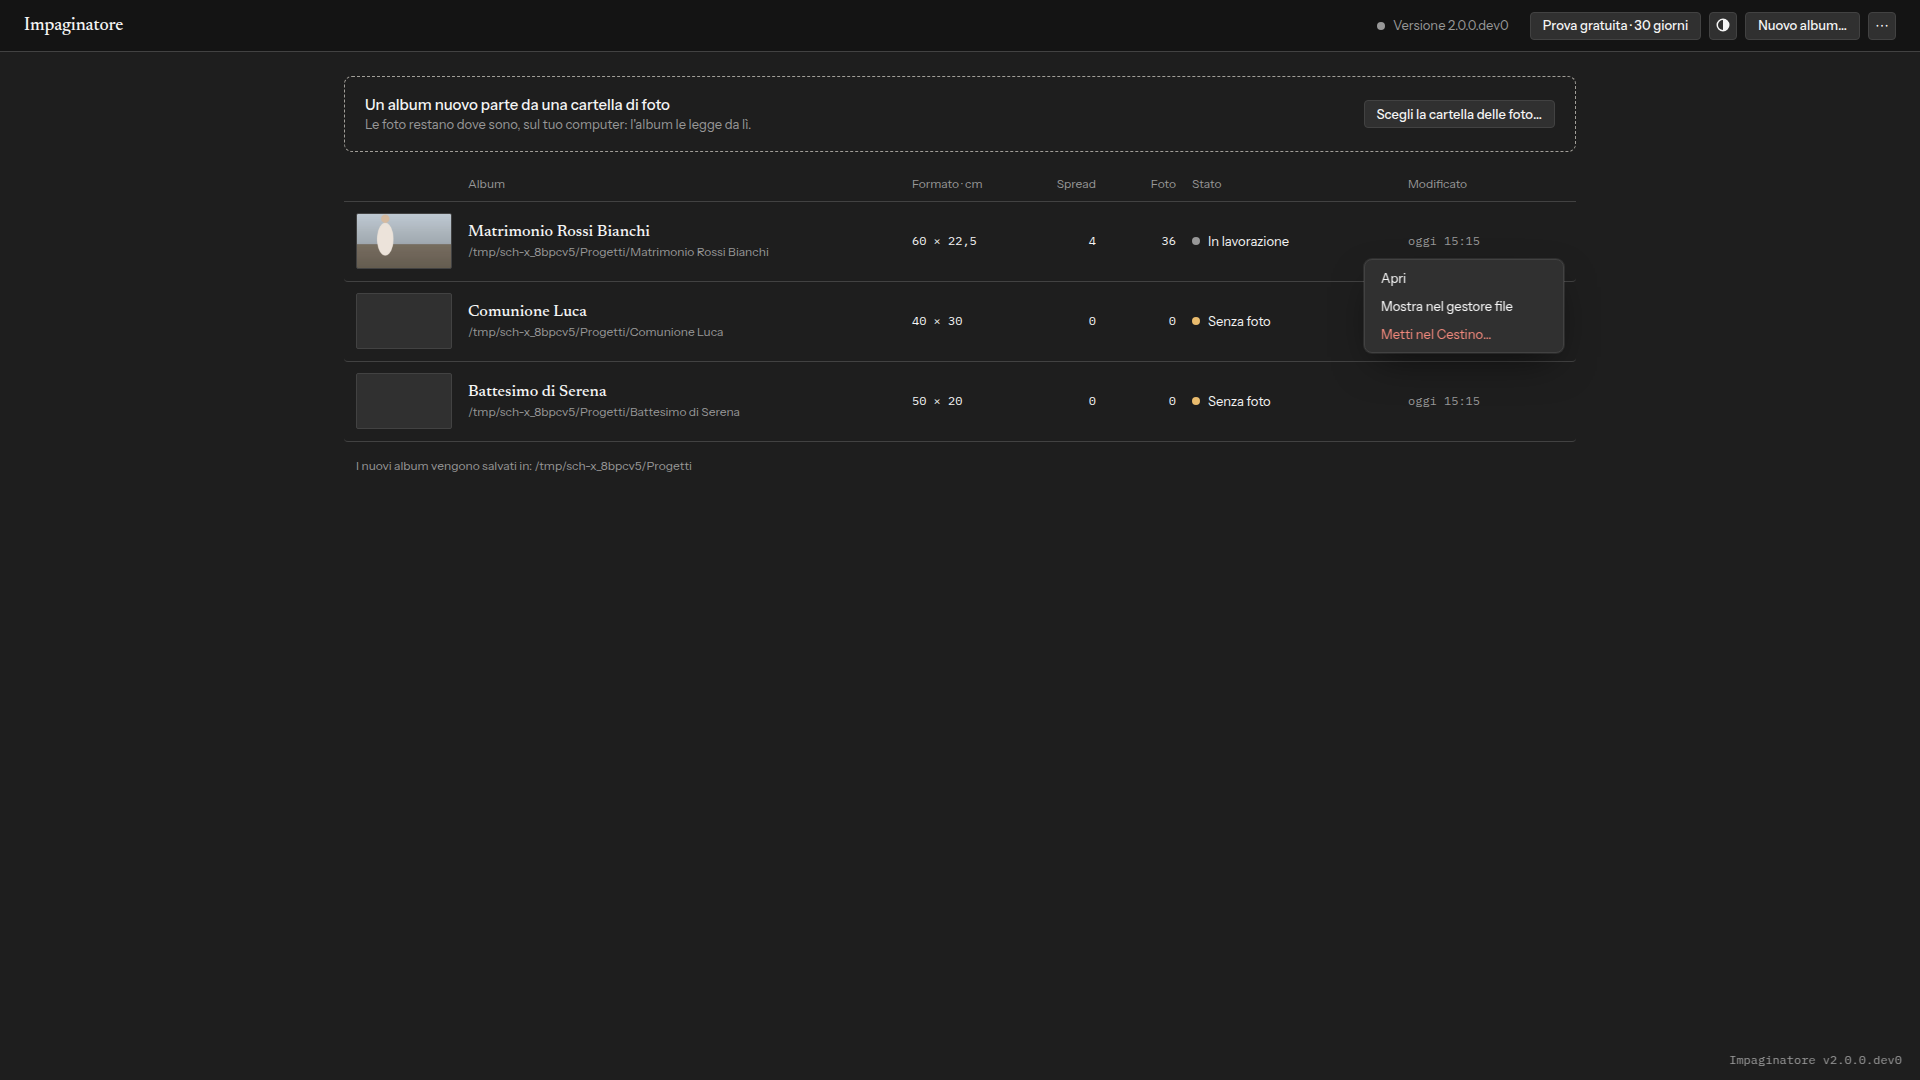 Impaginatore
Versione 2.0.0.dev0
Prova gratuita · 30 giorni
Nuovo album…
Un album nuovo parte da una cartella di foto
Le foto restano dove sono, sul tuo computer: l'album le legge da lì.
Scegli la cartella delle foto…
Album Formato · cm Spread Foto Stato Modificato
Matrimonio Rossi Bianchi
/tmp/sch-x_8bpcv5/Progetti/Matrimonio Rossi Bianchi
60 × 22,5 4 36 In lavorazione oggi 15:15
Apri
Mostra nel gestore file
Metti nel Cestino…
Comunione Luca
/tmp/sch-x_8bpcv5/Progetti/Comunione Luca
40 × 30 0 0 Senza foto
Battesimo di Serena
/tmp/sch-x_8bpcv5/Progetti/Battesimo di Serena
50 × 20 0 0 Senza foto oggi 15:15
I nuovi album vengono salvati in: /tmp/sch-x_8bpcv5/Progetti
Impaginatore v2.0.0.dev0